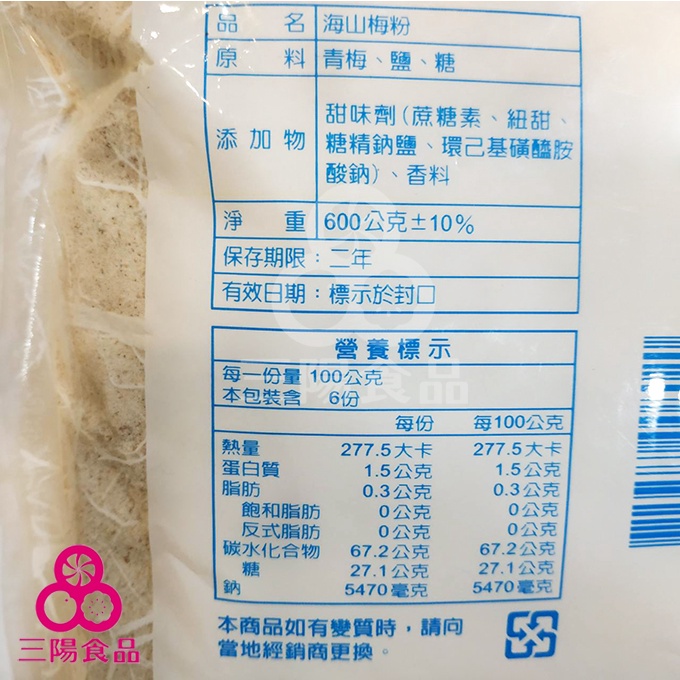 品名 海山梅粉
原料 青梅、鹽、糖
添加物 甜味劑(蔗糖素、紐甜、
糖精鈉鹽、環己基磺醯胺
酸鈉)、香料
淨重 600公克±10%
保存期限：二年
有效日期：標示於封口
營養標示
每一份量 100公克
本包裝含 6份
每份 每100公克
熱量 277.5大卡 277.5大卡
蛋白質 1.5公克 1.5公克
脂肪 0.3公克 0.3公克
飽和脂肪 0公克 0公克
反式脂肪 0公克 0公克
碳水化合物 67.2公克 67.2公克
糖 27.1公克 27.1公克
鈉 5470毫克 5470毫克
本商品如有變質時，請向
當地經銷商更換。
三陽食品
三陽食品